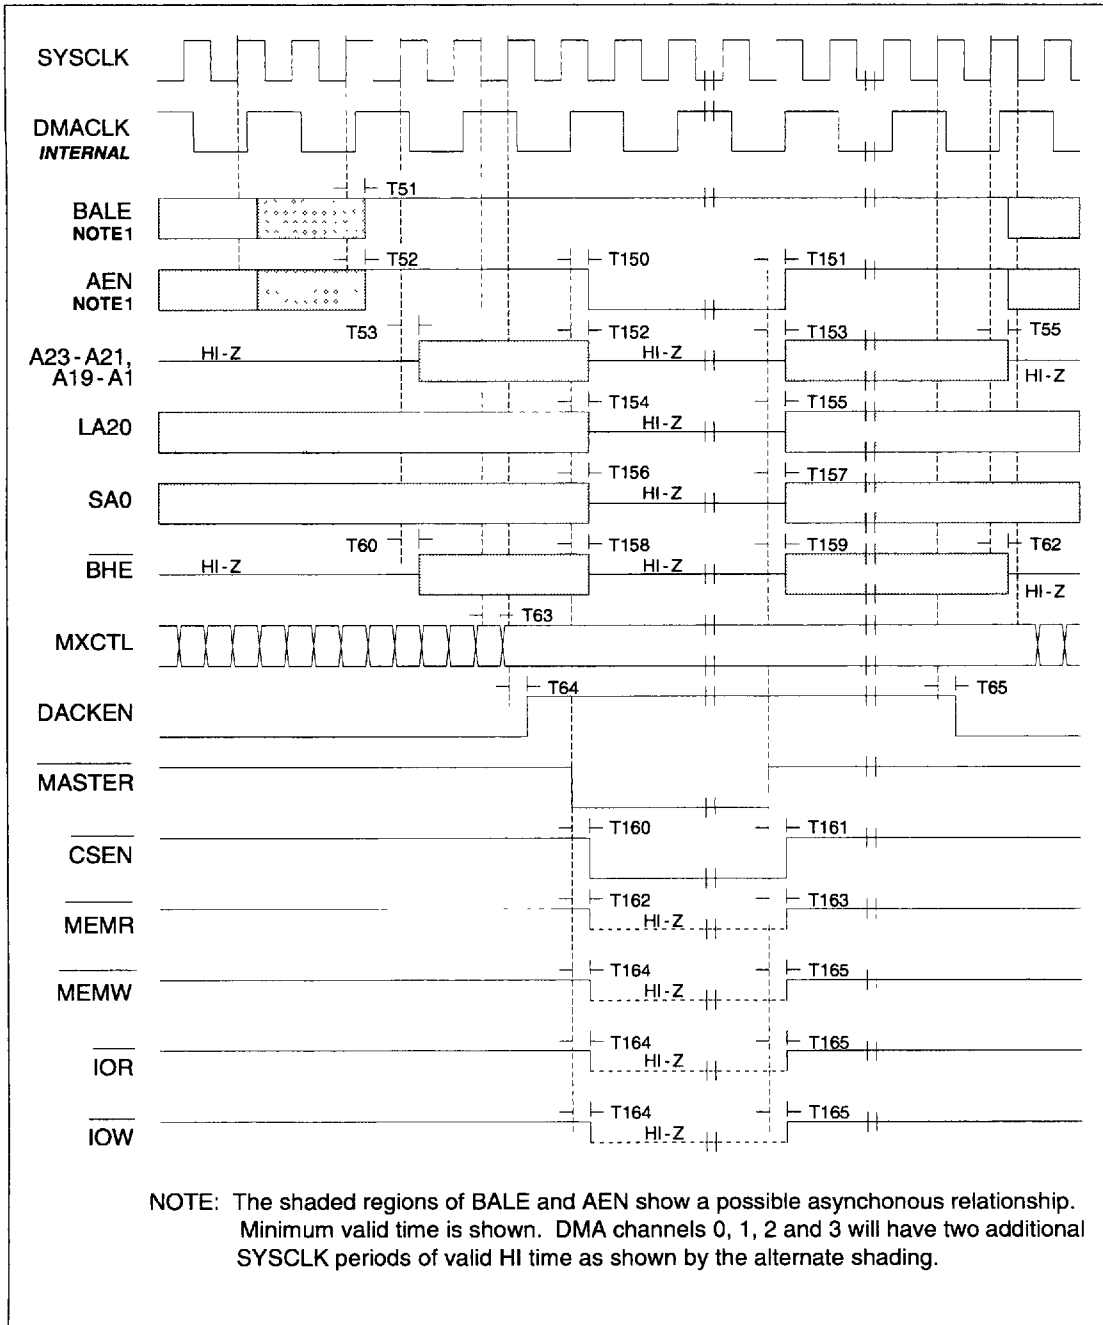 SYSCLK
DMACLK
INTERNAL
T51
BALE
NOTE1
T52 T150 T151
AEN
NOTE1
T53 T152 T153 T55
A23-A21,
A19-A1
HI-Z HI-Z HI-Z
T154 T155
LA20 HI-Z
T156 T157
SA0 HI-Z
T60 T158 T159 T62
BHE HI-Z HI-Z HI-Z
T63
MXCTL
T64 T65
DACKEN
MASTER
T160 T161
CSEN
T162 T163
MEMR HI-Z
T164 T165
MEMW HI-Z
T164 T165
IOR HI-Z
T164 T165
IOW HI-Z
NOTE: The shaded regions of BALE and AEN show a possible asynchonous relationship.
Minimum valid time is shown. DMA channels 0, 1, 2 and 3 will have two additional
SYSCLK periods of valid HI time as shown by the alternate shading.